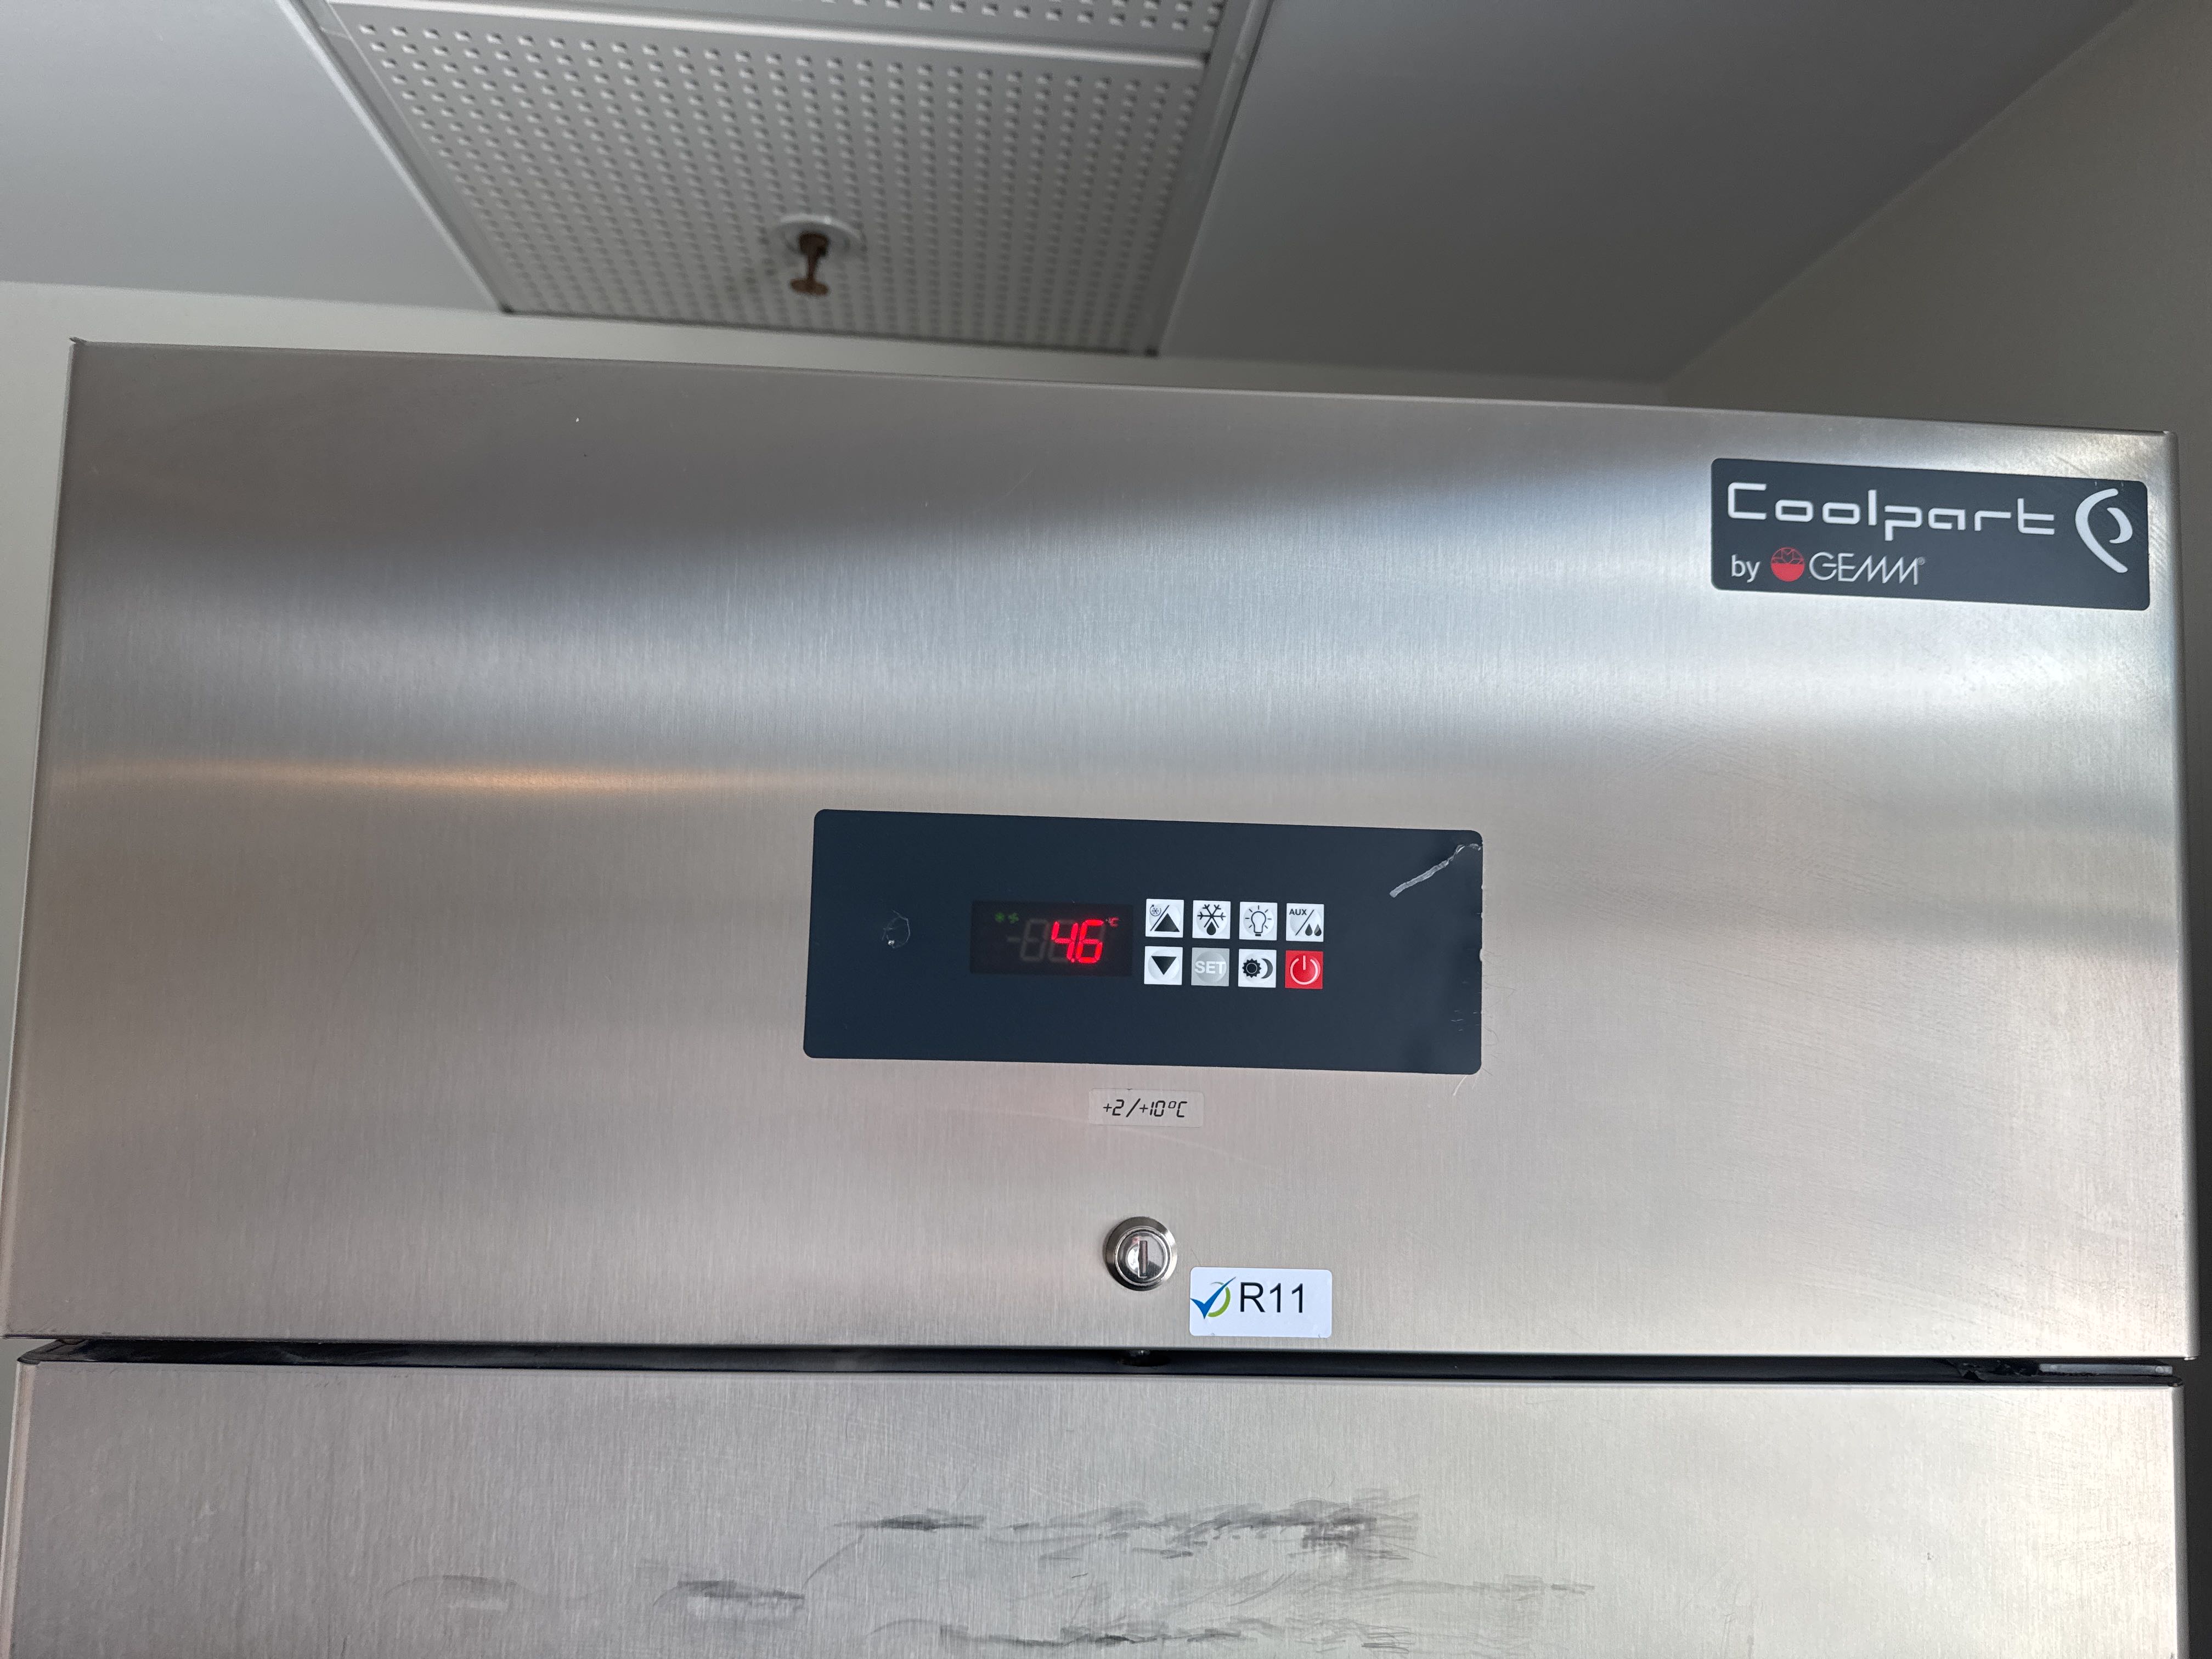 Coolpart
by GEMM®
4.6 °C
AUX
SET
+2/+10°C
R11